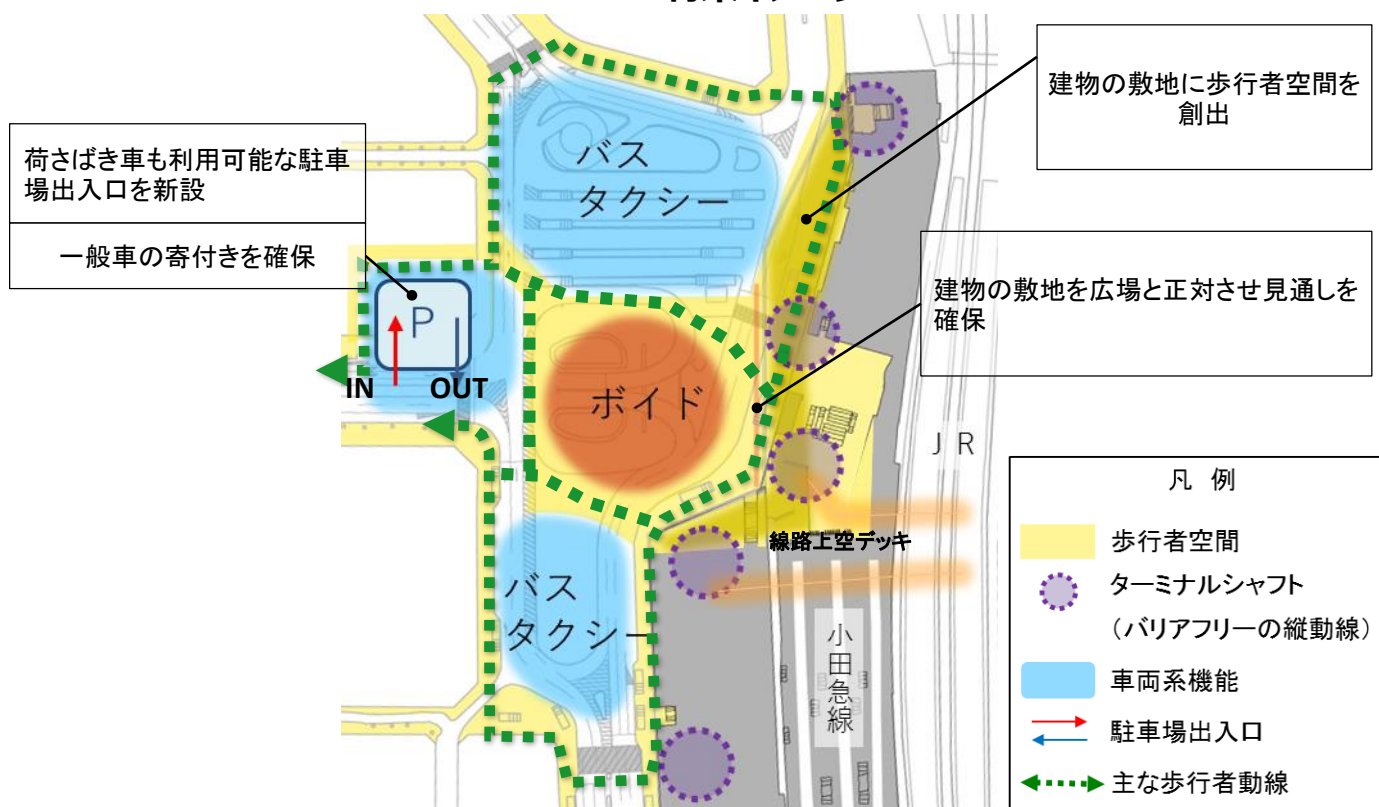 建物の敷地に歩行者空間を
創出
荷さばき車も利用可能な駐車
場出入口を新設
一般車の寄付きを確保
バス
タクシー
建物の敷地を広場と正対させ見通しを
確保
P
IN
OUT
ボイド
JR
線路上空デッキ
バス
タクシー
小田急線
凡 例
歩行者空間
ターミナルシャフト
（バリアフリーの縦動線）
車両系機能
駐車場出入口
主な歩行者動線